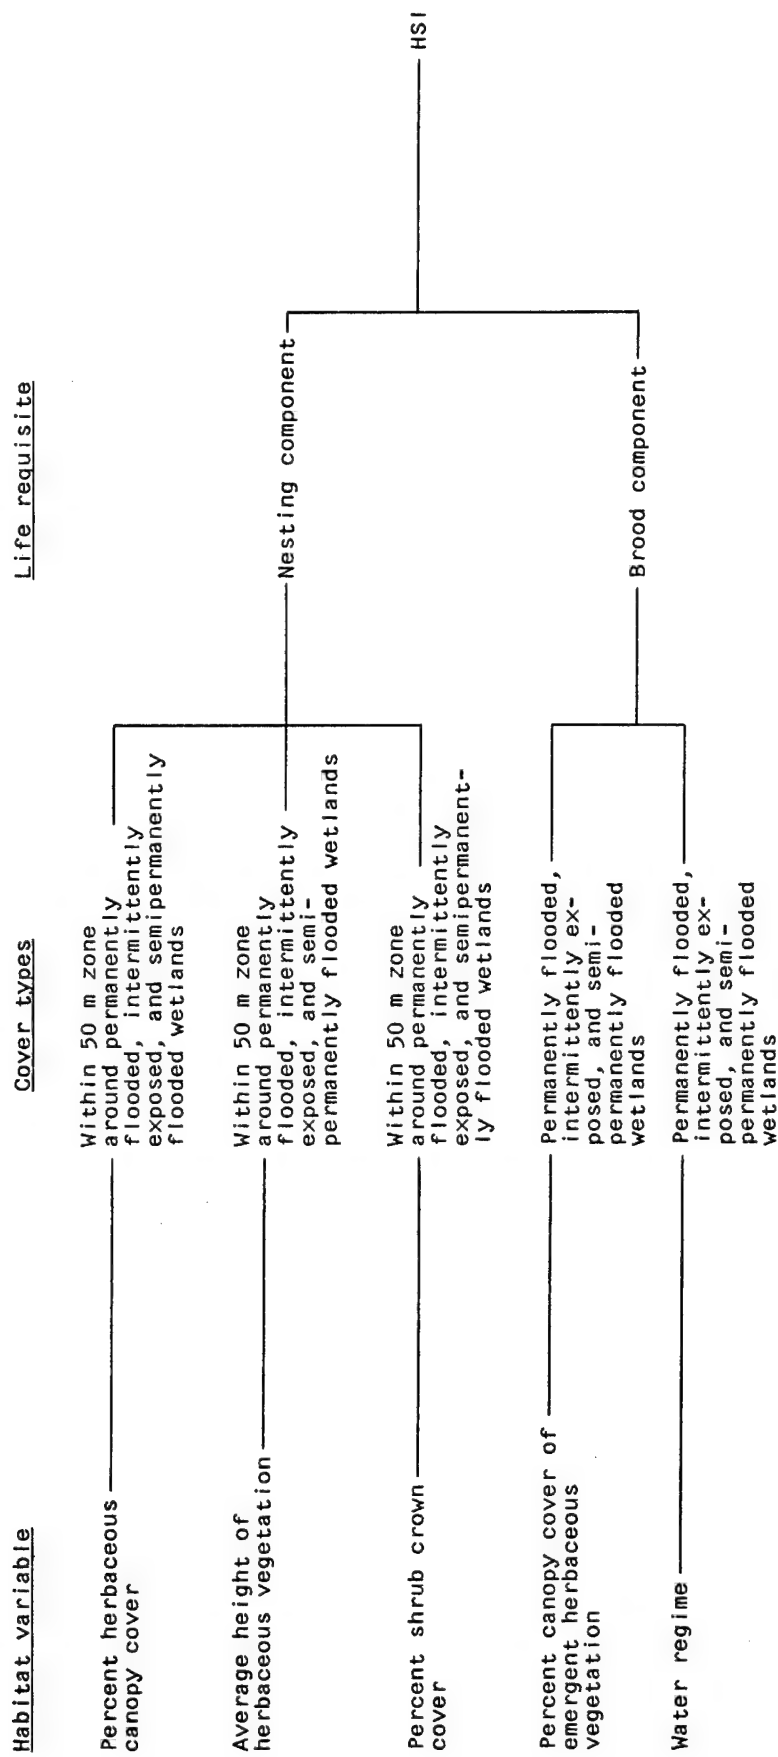 Habitat variable
Cover types
Life requisite
Percent herbaceous
canopy cover
Within 50 m zone
around permanently
flooded, intermittently
exposed, and semipermanently
flooded wetlands
Average height of
herbaceous vegetation
Within 50 m zone
around permanently
flooded, intermittently
exposed, and semi-
permanently flooded wetlands
Nesting component
Percent shrub crown
cover
Within 50 m zone
around permanently
flooded, intermittently
exposed, and semipermanent-
ly flooded wetlands
HSI
Percent canopy cover of
emergent herbaceous
vegetation
Permanently flooded,
intermittently ex-
posed, and semi-
permanently flooded
wetlands
Brood component
Water regime
Permanently flooded,
intermittently ex-
posed, and semi-
permanently flooded
wetlands